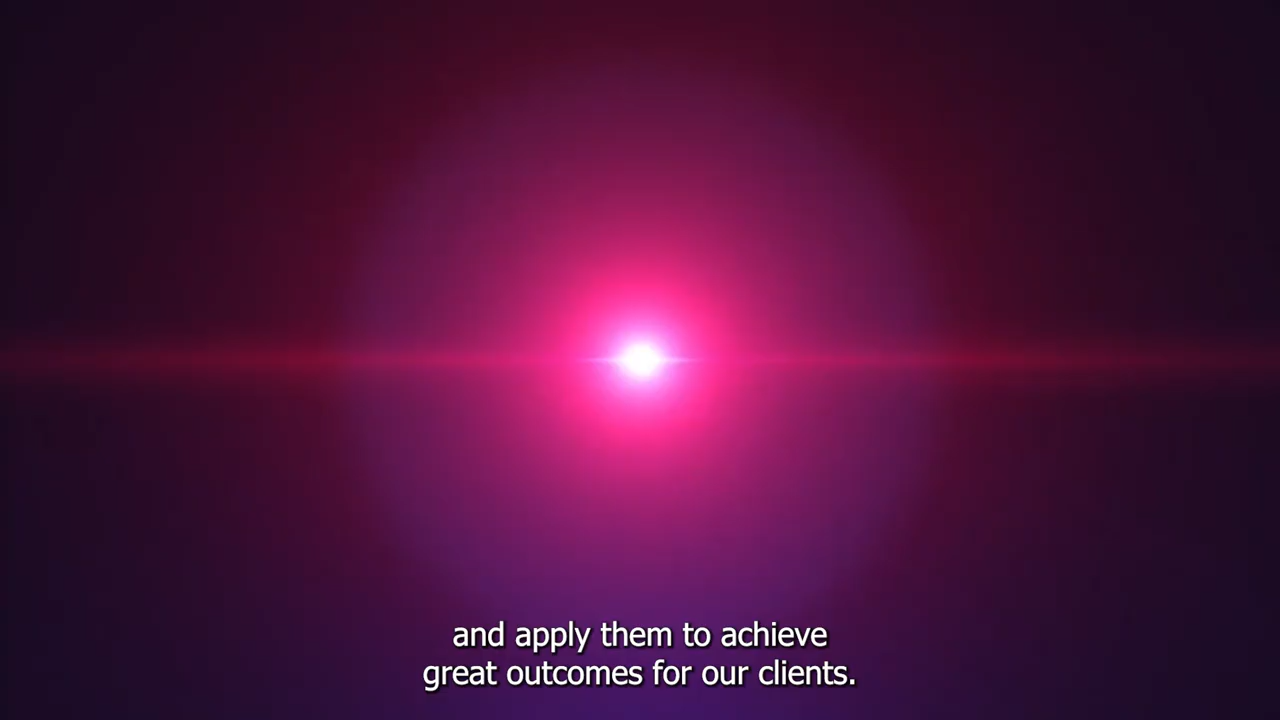 and apply them to achieve
great outcomes for our clients.